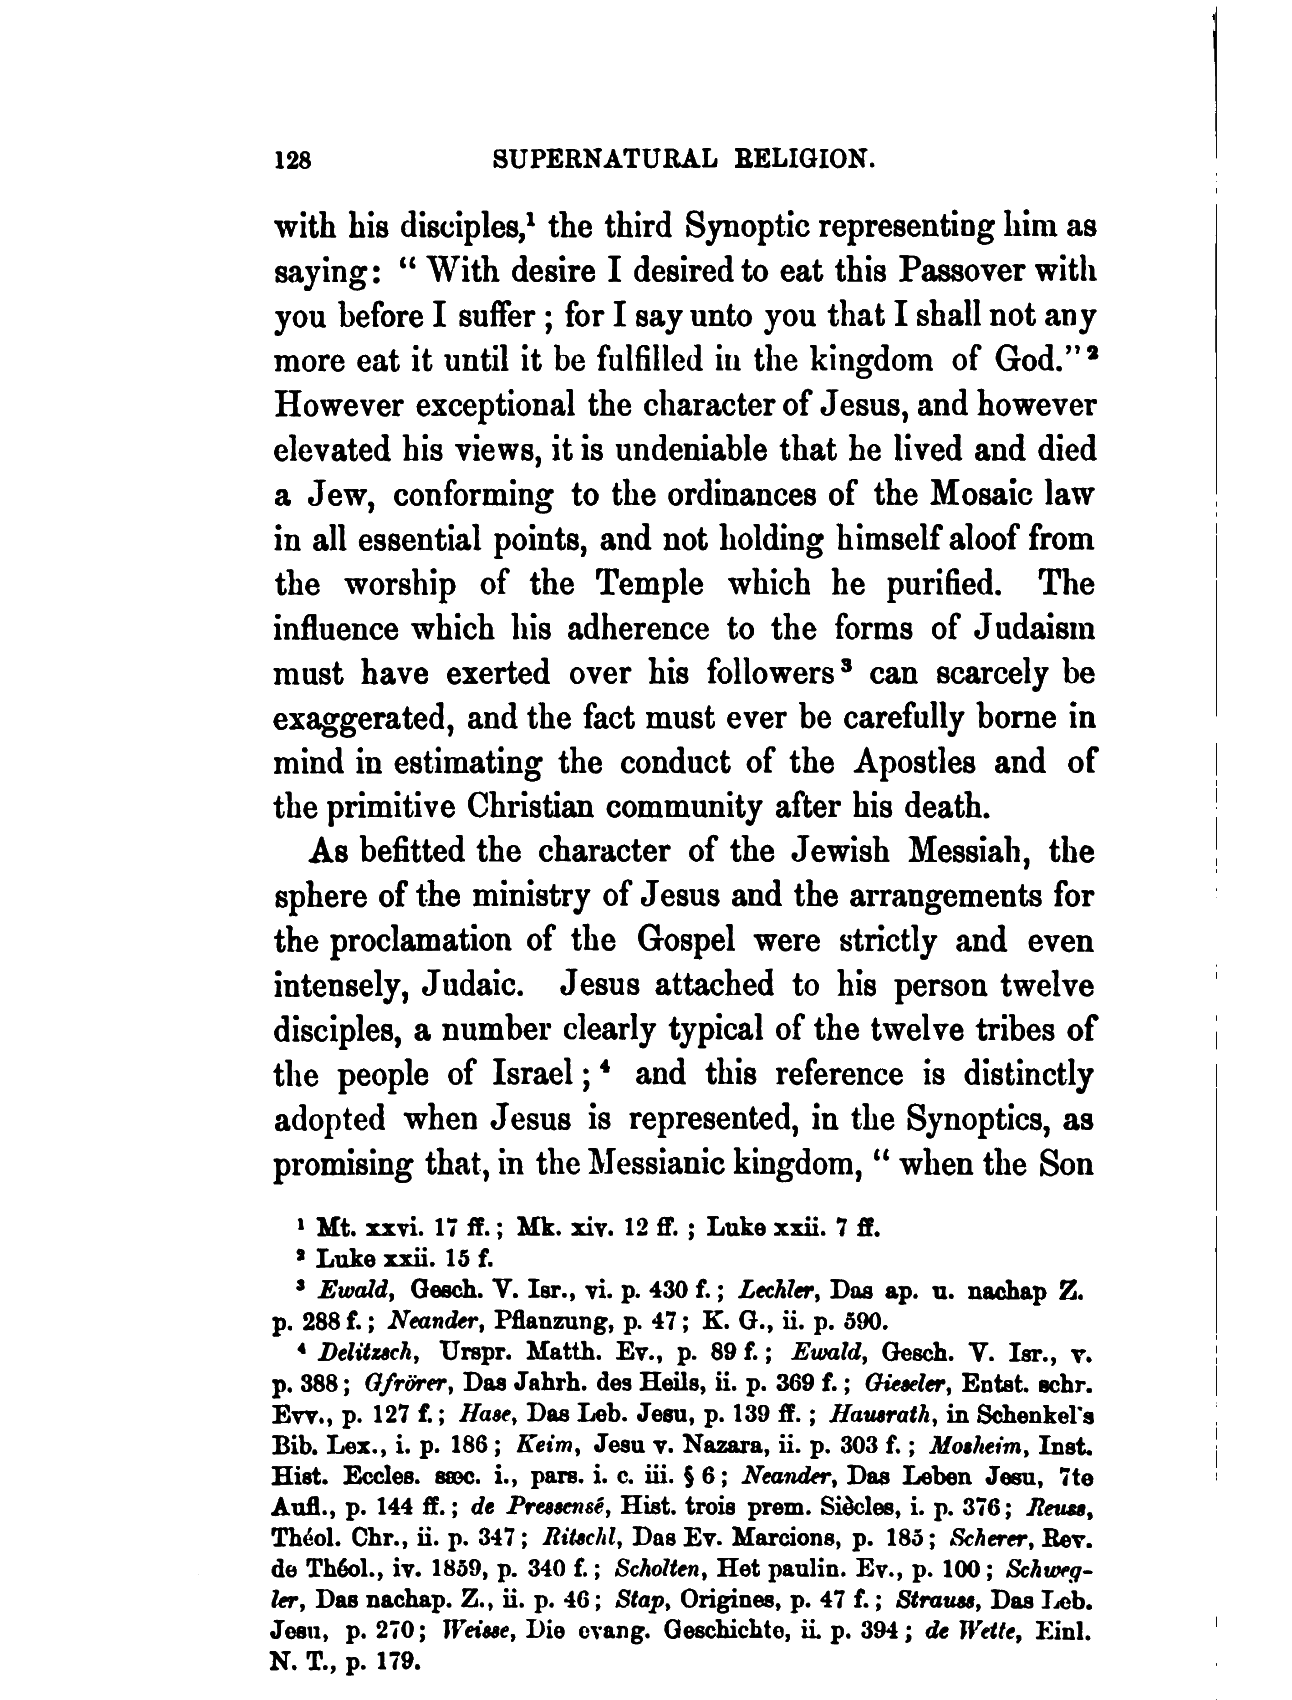 128 SUPERNATURAL RELIGION.
with his disciples,¹ the third Synoptic representing him as
saying: “ With desire I desired to eat this Passover with
you before I suffer ; for I say unto you that I shall not any
more eat it until it be fulfilled in the kingdom of God.” ²
However exceptional the character of Jesus, and however
elevated his views, it is undeniable that he lived and died
a Jew, conforming to the ordinances of the Mosaic law
in all essential points, and not holding himself aloof from
the worship of the Temple which he purified. The
influence which his adherence to the forms of Judaism
must have exerted over his followers ³ can scarcely be
exaggerated, and the fact must ever be carefully borne in
mind in estimating the conduct of the Apostles and of
the primitive Christian community after his death.
As befitted the character of the Jewish Messiah, the
sphere of the ministry of Jesus and the arrangements for
the proclamation of the Gospel were strictly and even
intensely, Judaic. Jesus attached to his person twelve
disciples, a number clearly typical of the twelve tribes of
the people of Israel ; ⁴ and this reference is distinctly
adopted when Jesus is represented, in the Synoptics, as
promising that, in the Messianic kingdom, “ when the Son
¹ Mt. xxvi. 17 ff. ; Mk. xiv. 12 ff. ; Luke xxii. 7 ff.
² Luke xxii. 15 f.
³ Ewald, Gesch. V. Isr., vi. p. 430 f. ; Lechler, Das ap. u. nachap Z.
p. 288 f. ; Neander, Pflanzung, p. 47 ; K. G., ii. p. 590.
⁴ Delitzsch, Urspr. Matth. Ev., p. 89 f. ; Ewald, Gesch. V. Isr., v.
p. 388 ; Gfrörer, Das Jahrh. des Heils, ii. p. 369 f. ; Gieseler, Entst. schr.
Evv., p. 127 f. ; Hase, Das Leb. Jesu, p. 139 ff. ; Hausrath, in Schenkel's
Bib. Lex., i. p. 186 ; Keim, Jesu v. Nazara, ii. p. 303 f. ; Mosheim, Inst.
Hist. Eccles. sæc. i., pars. i. c. iii. § 6 ; Neander, Das Leben Jesu, 7te
Aufl., p. 144 ff. ; de Pressensé, Hist. trois prem. Siècles, i. p. 376 ; Reuss,
Théol. Chr., ii. p. 347 ; Ritschl, Das Ev. Marcions, p. 185 ; Scherer, Rev.
de Théol., iv. 1859, p. 340 f. ; Scholten, Het paulin. Ev., p. 100 ; Schweg-
ler, Das nachap. Z., ii. p. 46 ; Stap, Origines, p. 47 f. ; Strauss, Das Leb.
Jesu, p. 270 ; Weisse, Die evang. Geschichte, ii. p. 394 ; de Wette, Einl.
N. T., p. 179.